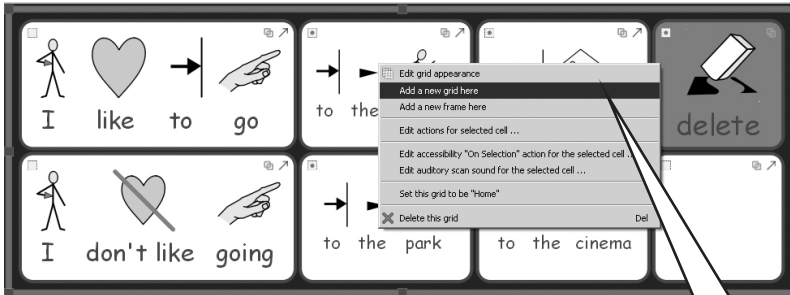 I like to go
to the
delete
Edit grid appearance
Add a new grid here
Add a new frame here
Edit actions for selected cell ...
Edit accessibility "On Selection" action for the selected cell ..
Edit auditory scan sound for the selected cell ...
Set this grid to be "Home"
Delete this grid Del
I don't like going
to the park
to the cinema